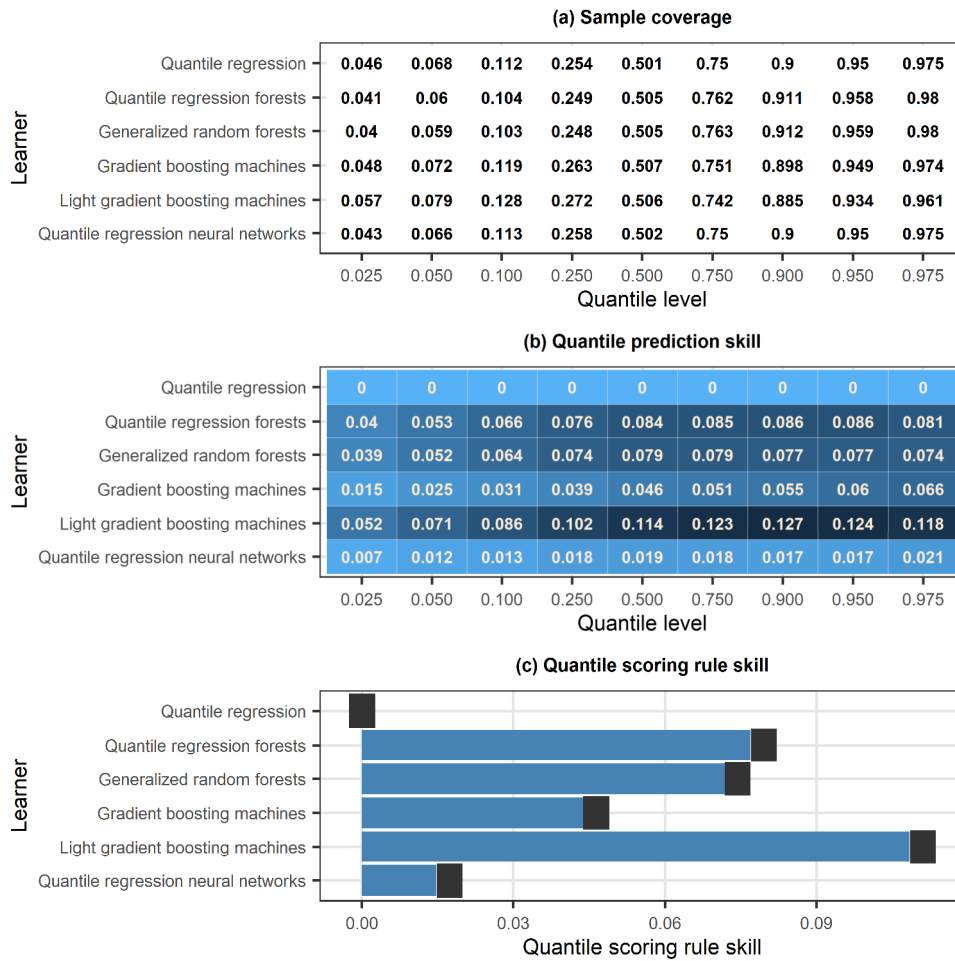 (a) Sample coverage
Learner
Quantile regression 0.046 0.068 0.112 0.254 0.501 0.75 0.9 0.95 0.975
Quantile regression forests 0.041 0.06 0.104 0.249 0.505 0.762 0.911 0.958 0.98
Generalized random forests 0.04 0.059 0.103 0.248 0.505 0.763 0.912 0.959 0.98
Gradient boosting machines 0.048 0.072 0.119 0.263 0.507 0.751 0.898 0.949 0.974
Light gradient boosting machines 0.057 0.079 0.128 0.272 0.506 0.742 0.885 0.934 0.961
Quantile regression neural networks 0.043 0.066 0.113 0.258 0.502 0.75 0.9 0.95 0.975
0.025 0.050 0.100 0.250 0.500 0.750 0.900 0.950 0.975
Quantile level
(b) Quantile prediction skill
Learner
Quantile regression 0 0 0 0 0 0 0 0 0
Quantile regression forests 0.04 0.053 0.066 0.076 0.084 0.085 0.086 0.086 0.081
Generalized random forests 0.039 0.052 0.064 0.074 0.079 0.079 0.077 0.077 0.074
Gradient boosting machines 0.015 0.025 0.031 0.039 0.046 0.051 0.055 0.06 0.066
Light gradient boosting machines 0.052 0.071 0.086 0.102 0.114 0.123 0.127 0.124 0.118
Quantile regression neural networks 0.007 0.012 0.013 0.018 0.019 0.018 0.017 0.017 0.021
0.025 0.050 0.100 0.250 0.500 0.750 0.900 0.950 0.975
Quantile level
(c) Quantile scoring rule skill
Learner
Quantile regression
Quantile regression forests
Generalized random forests
Gradient boosting machines
Light gradient boosting machines
Quantile regression neural networks
0.00 0.03 0.06 0.09
Quantile scoring rule skill